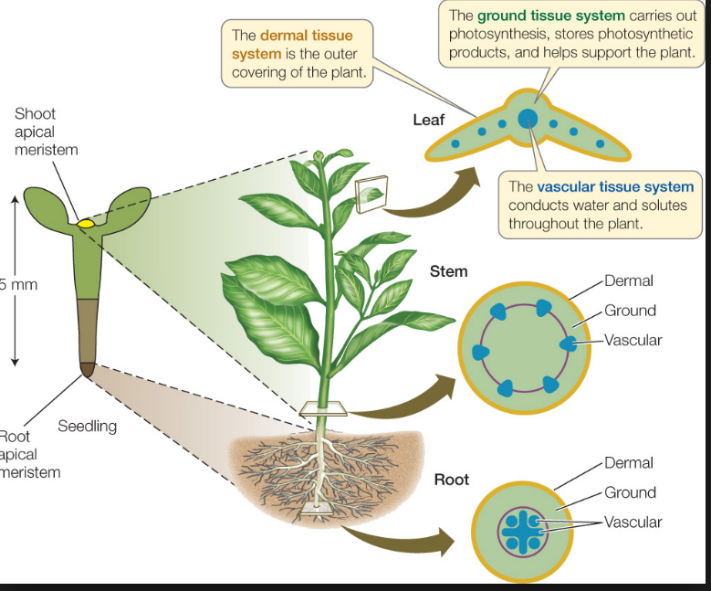 The dermal tissue
system is the outer
covering of the plant.
The ground tissue system carries out
photosynthesis, stores photosynthetic
products, and helps support the plant.
Leaf
The vascular tissue system
conducts water and solutes
throughout the plant.
Shoot
apical
meristem
5 mm
Seedling
Root
apical
meristem
Stem
Dermal
Ground
Vascular
Root
Dermal
Ground
Vascular